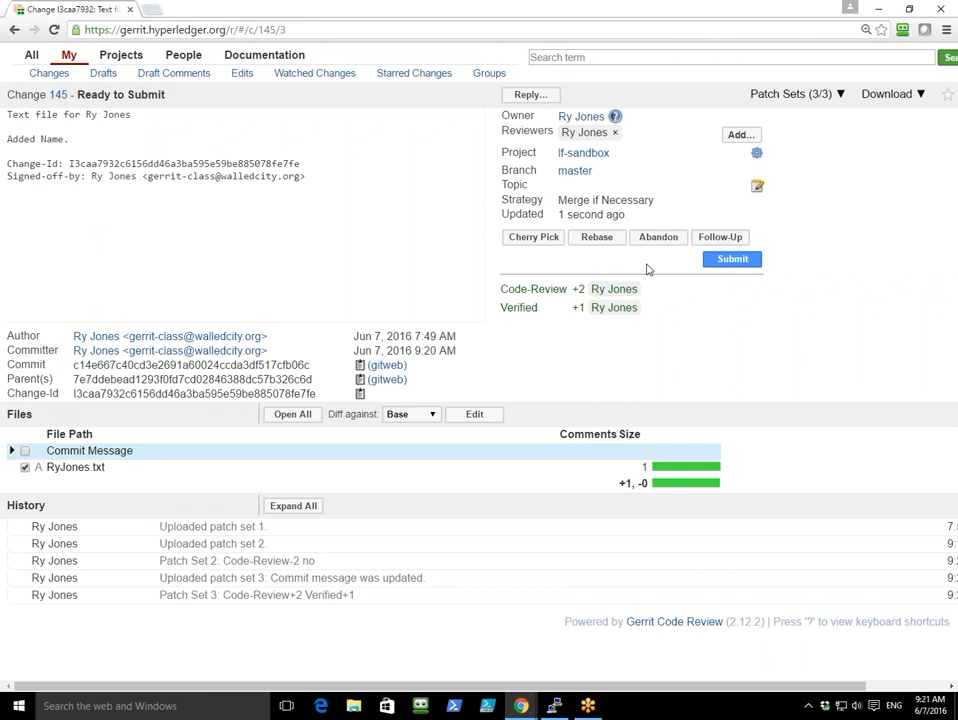 Change I3caa7932: Text f
https://gerrit.hyperledger.org/r/#/c/145/3
All My Projects People Documentation
Search term
Sea
Changes Drafts Draft Comments Edits Watched Changes Starred Changes Groups
Change 145 - Ready to Submit
Reply...
Patch Sets (3/3) ▼ Download ▼
Text file for Ry Jones
Added Name.
Change-Id: I3caa7932c6156dd46a3ba595e59be885078fe7fe
Signed-off-by: Ry Jones <gerrit-class@walledcity.org>
Owner Ry Jones
Reviewers Ry Jones × Add...
Project lf-sandbox
Branch master
Topic
Strategy Merge if Necessary
Updated 1 second ago
Cherry Pick Rebase Abandon Follow-Up
Submit
Code-Review +2 Ry Jones
Verified +1 Ry Jones
Author Ry Jones <gerrit-class@walledcity.org> Jun 7, 2016 7:49 AM
Committer Ry Jones <gerrit-class@walledcity.org> Jun 7, 2016 9:20 AM
Commit c14e667c40cd3e2691a60024ccda3df517cfb06c (gitweb)
Parent(s) 7e7ddebead1293f0fd7cd02846388dc57b326c6d (gitweb)
Change-Id I3caa7932c6156dd46a3ba595e59be885078fe7fe
Files Open All Diff against: Base ▼ Edit
File Path Comments Size
Commit Message
A RyJones.txt 1
+1, -0
History Expand All
Ry Jones Uploaded patch set 1. 7:
Ry Jones Uploaded patch set 2. 9:
Ry Jones Patch Set 2: Code-Review-2 no 9:
Ry Jones Uploaded patch set 3: Commit message was updated. 9:2
Ry Jones Patch Set 3: Code-Review+2 Verified+1 9:2
Powered by Gerrit Code Review (2.12.2) | Press '?' to view keyboard shortcuts
Search the web and Windows
ENG
9:21 AM
6/7/2016